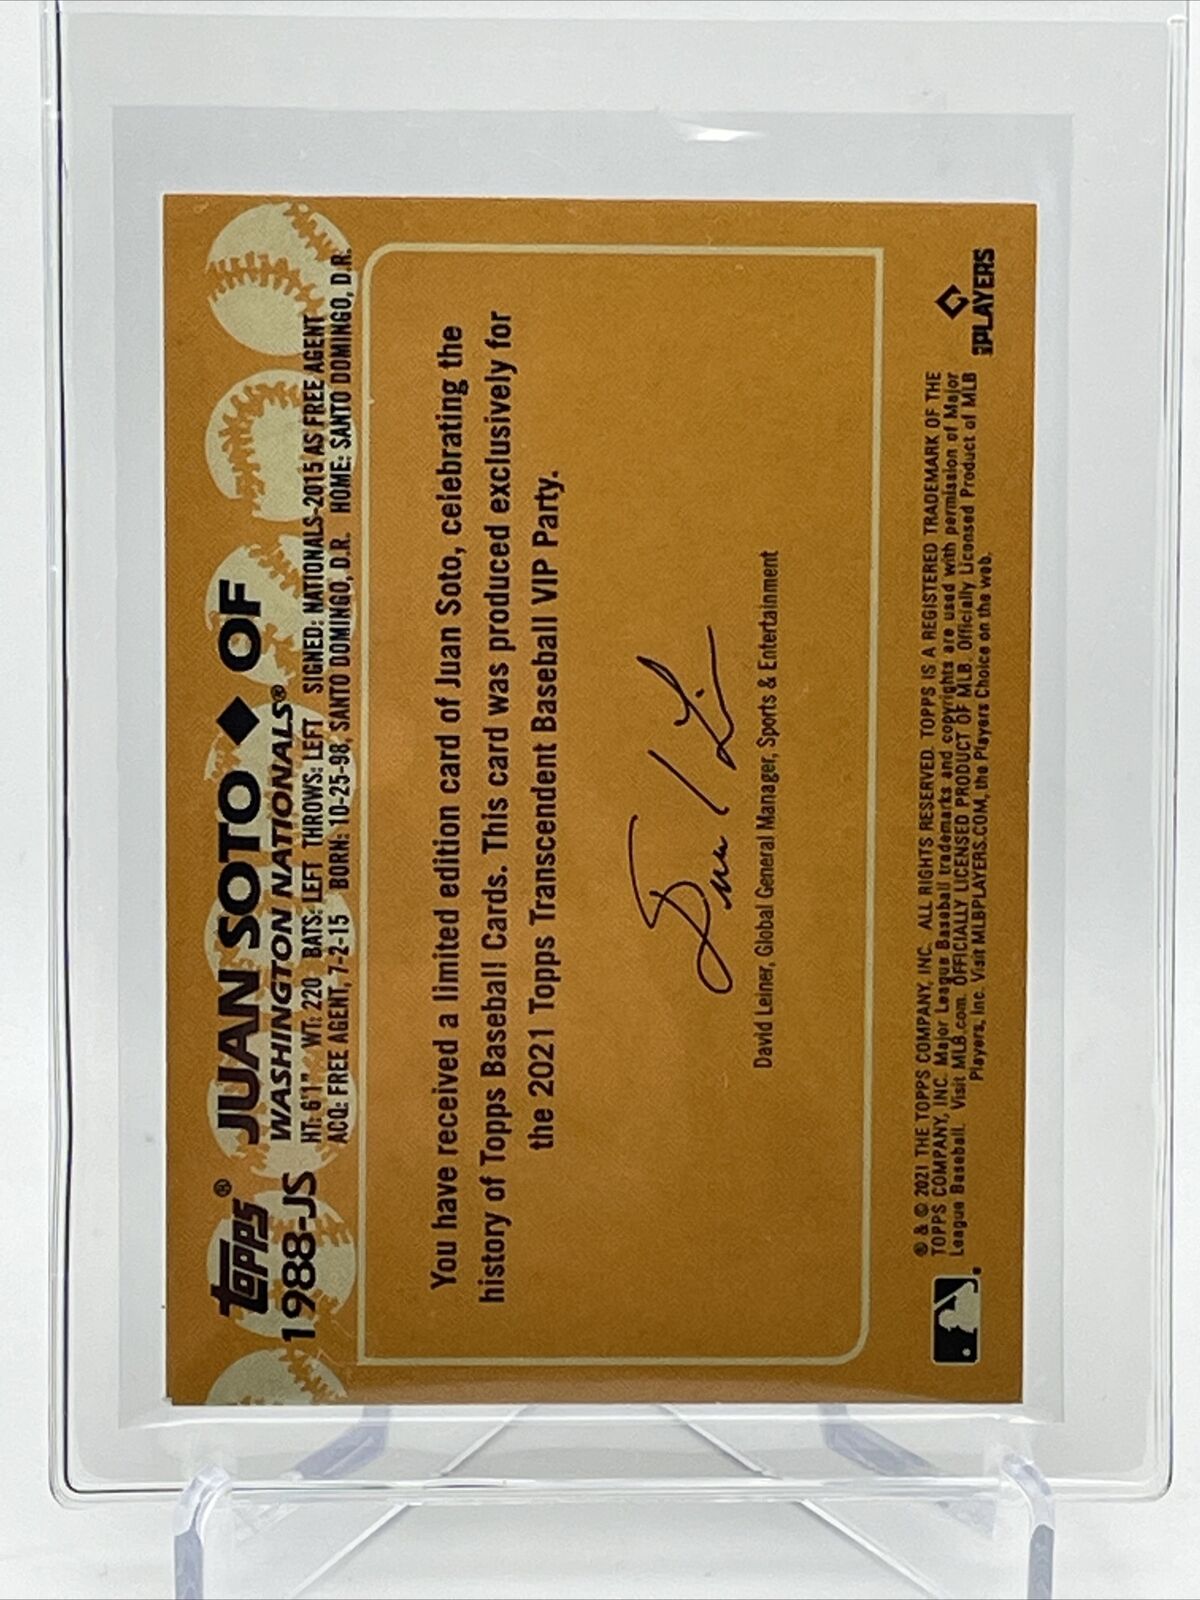 topps®
1988-JS
JUAN SOTO ◆ OF
WASHINGTON NATIONALS®
HT: 6'1" WT: 220 BATS: LEFT THROWS: LEFT SIGNED: NATIONALS-2015 AS FREE AGENT
ACQ: FREE AGENT, 7-2-15 BORN: 10-25-98, SANTO DOMINGO, D.R. HOME: SANTO DOMINGO, D.R.
You have received a limited edition card of Juan Soto, celebrating the
history of Topps Baseball Cards. This card was produced exclusively for
the 2021 Topps Transcendent Baseball VIP Party.
David Leiner, Global General Manager, Sports & Entertainment
® & © 2021 THE TOPPS COMPANY, INC. ALL RIGHTS RESERVED. TOPPS IS A REGISTERED TRADEMARK OF THE
TOPPS COMPANY, INC. Major League Baseball trademarks and copyrights are used with permission of Major
League Baseball. Visit MLB.com. OFFICIALLY LICENSED PRODUCT OF MLB. Officially Licensed Product of MLB
Players, Inc. Visit MLBPLAYERS.COM, the Players Choice on the web.
PLAYERS